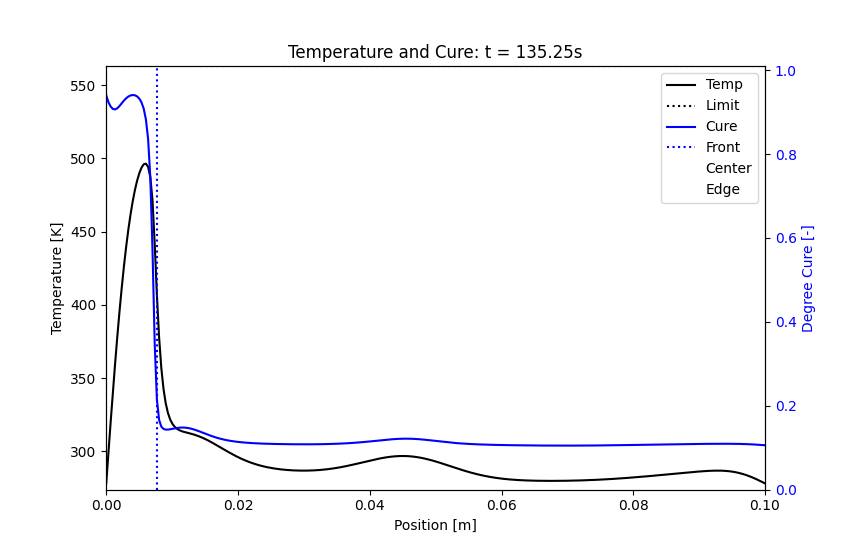 Temperature and Cure: t = 135.25s
Temp
Limit
Cure
Front
Center
Edge
Temperature [K]
550
500
450
400
350
300
Degree Cure [-]
1.0
0.8
0.6
0.4
0.2
0.0
0.00 0.02 0.04 0.06 0.08 0.10
Position [m]